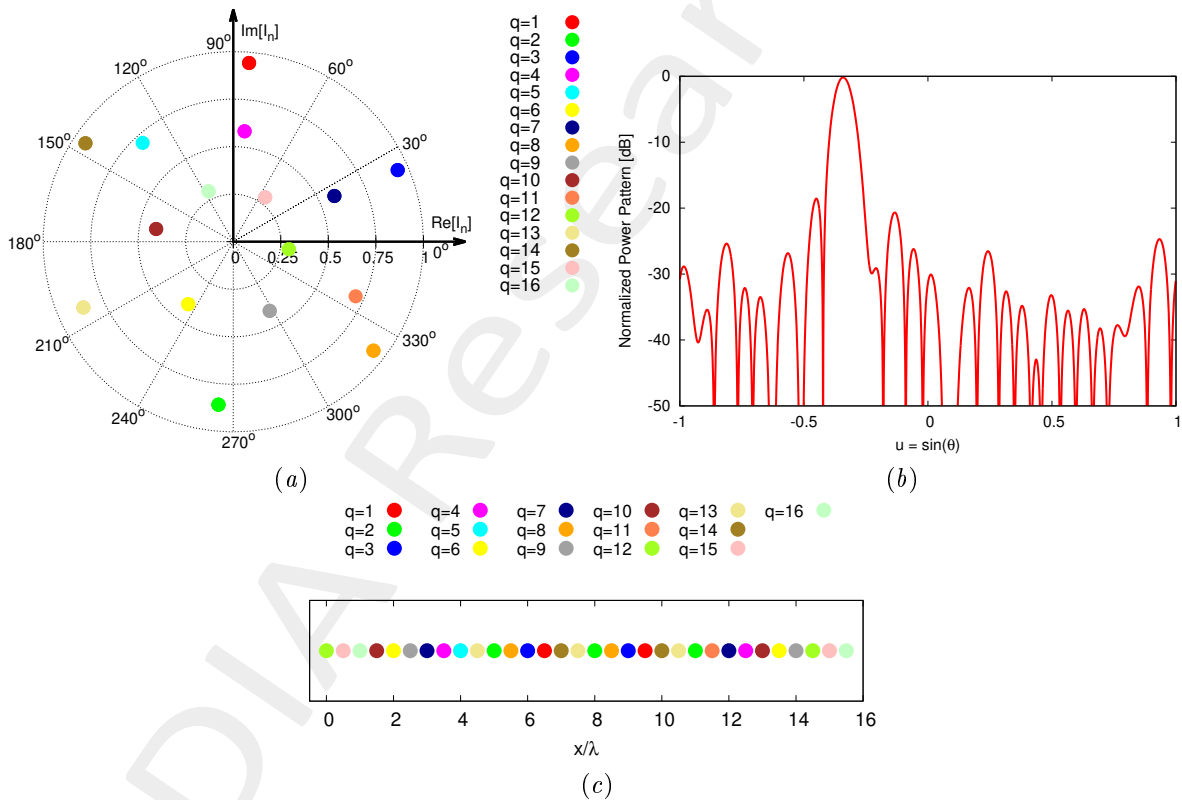 Im[Iₙ]
90°
120°
60°
150°
30°
180°
Re[Iₙ]
0 0.25 0.5 0.75 1
0°
210°
330°
240°
300°
270°
(a)
q=1
q=2
q=3
q=4
q=5
q=6
q=7
q=8
q=9
q=10
q=11
q=12
q=13
q=14
q=15
q=16
Normalized Power Pattern [dB]
0
-10
-20
-30
-40
-50
-1 -0.5 0 0.5 1
u = sin(θ)
(b)
q=1 q=4 q=7 q=10 q=13 q=16
q=2 q=5 q=8 q=11 q=14
q=3 q=6 q=9 q=12 q=15
0 2 4 6 8 10 12 14 16
x/λ
(c)
DIA Resear